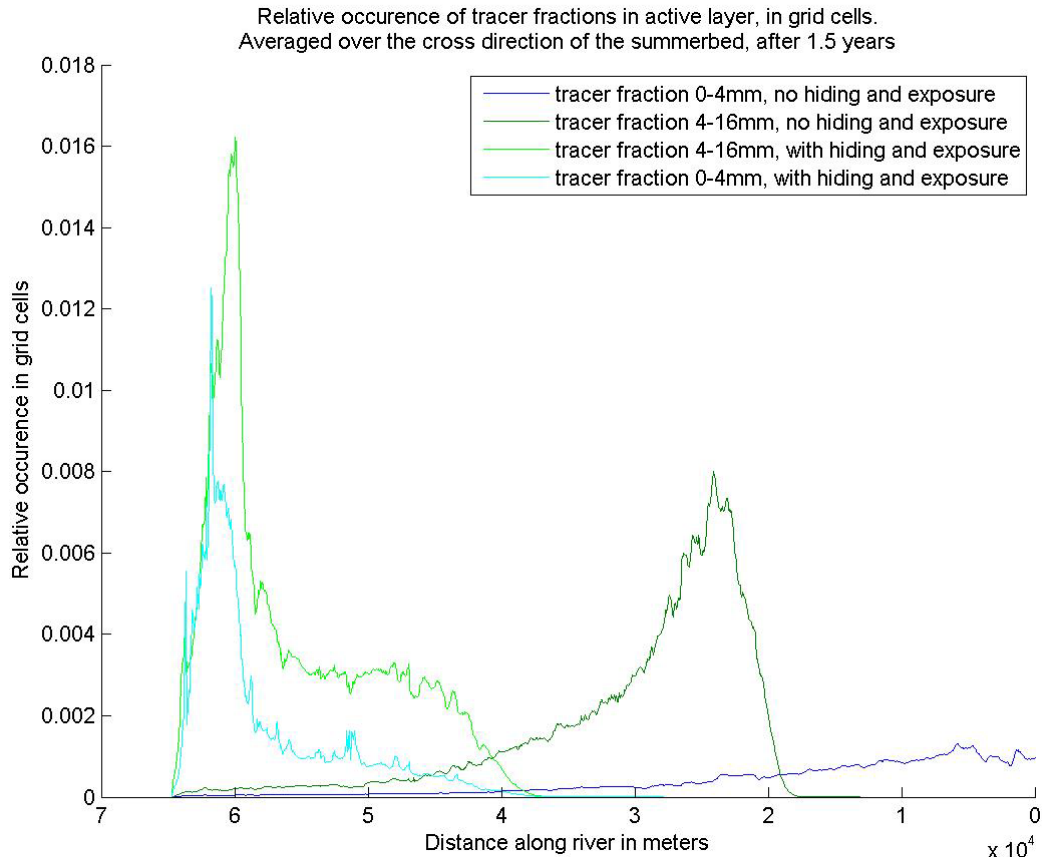 Relative occurence of tracer fractions in active layer, in grid cells.
Averaged over the cross direction of the summerbed, after 1.5 years
0.018
0.016
0.014
0.012
0.01
0.008
0.006
0.004
0.002
0
Relative occurence in grid cells
tracer fraction 0-4mm, no hiding and exposure
tracer fraction 4-16mm, no hiding and exposure
tracer fraction 4-16mm, with hiding and exposure
tracer fraction 0-4mm, with hiding and exposure
7 6 5 4 3 2 1 0
Distance along river in meters
x 10^4